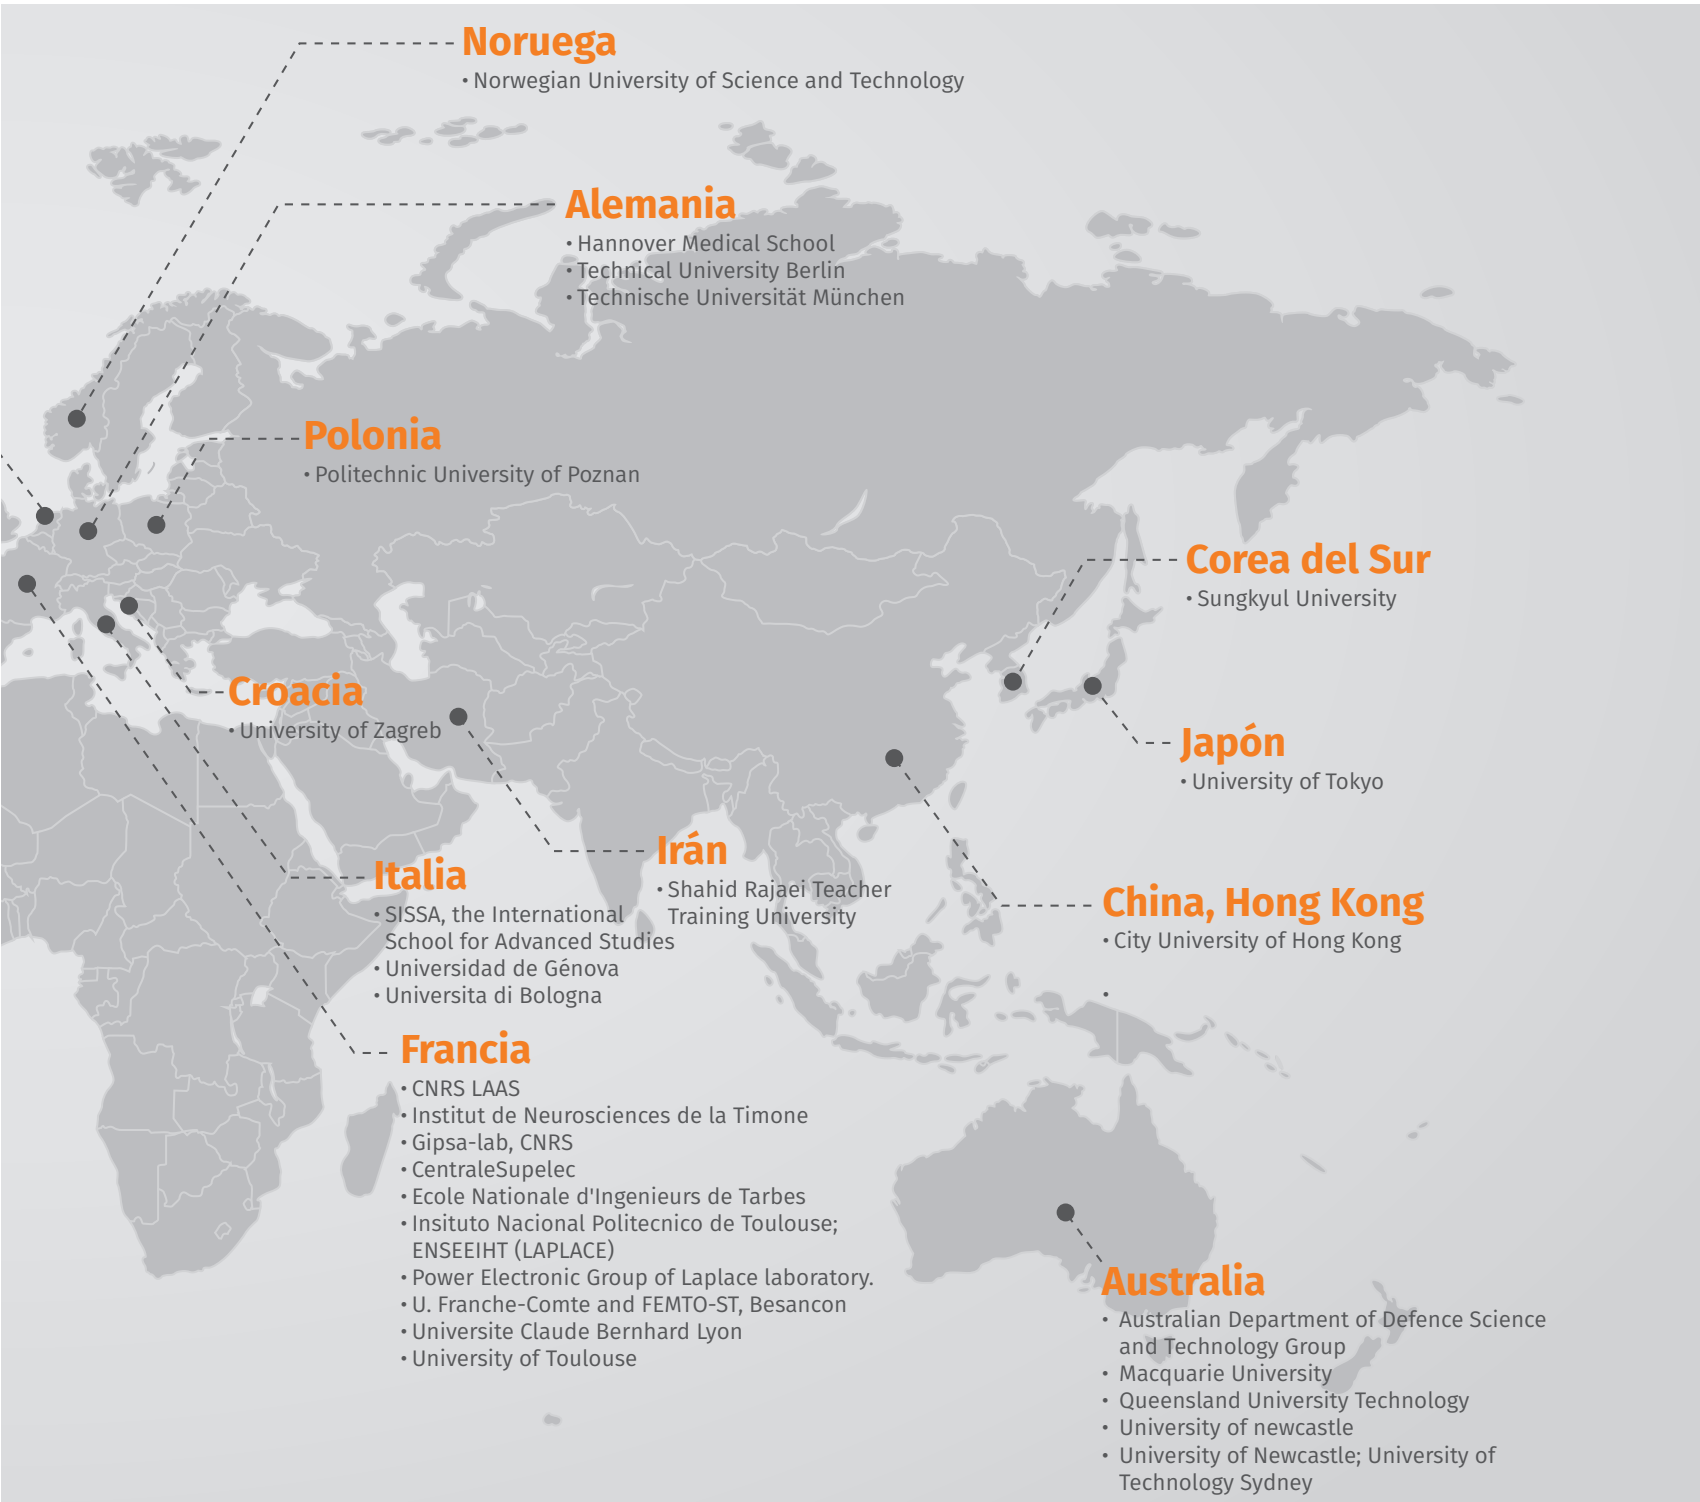 Noruega
• Norwegian University of Science and Technology
Alemania
• Hannover Medical School
• Technical University Berlin
• Technische Universität München
Polonia
• Politechnic University of Poznan
Corea del Sur
• Sungkyul University
Croacia
• University of Zagreb
Japón
• University of Tokyo
Irán
• Shahid Rajaei Teacher
Training University
Italia
• SISSA, the International
School for Advanced Studies
• Universidad de Génova
• Universita di Bologna
China, Hong Kong
• City University of Hong Kong
•
Francia
• CNRS LAAS
• Institut de Neurosciences de la Timone
• Gipsa-lab, CNRS
• CentraleSupelec
• Ecole Nationale d'Ingenieurs de Tarbes
• Insituto Nacional Politecnico de Toulouse;
ENSEEIHT (LAPLACE)
• Power Electronic Group of Laplace laboratory.
• U. Franche-Comte and FEMTO-ST, Besancon
• Universite Claude Bernhard Lyon
• University of Toulouse
Australia
• Australian Department of Defence Science
and Technology Group
• Macquarie University
• Queensland University Technology
• University of newcastle
• University of Newcastle; University of
Technology Sydney